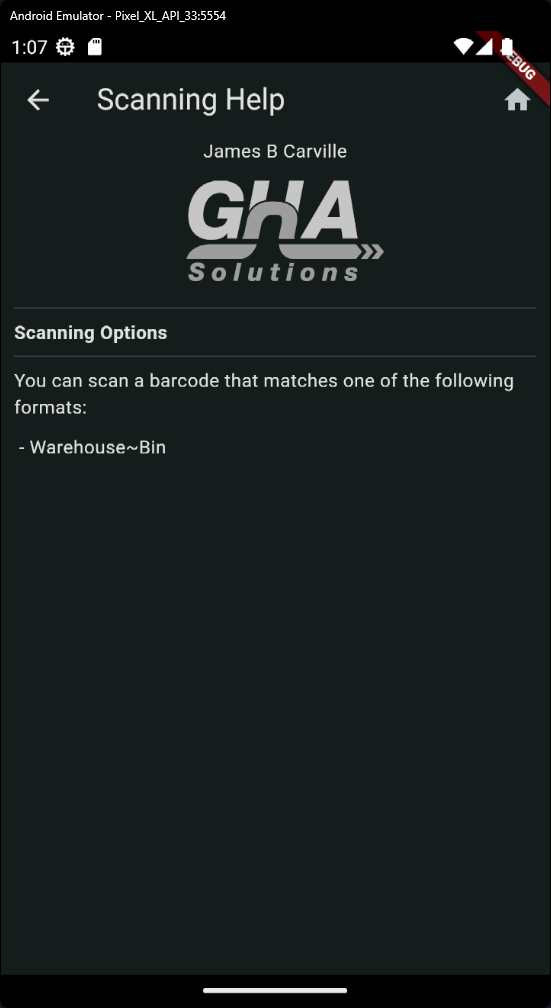 Android Emulator - Pixel_XL_API_33:5554
1:07
DEBUG
Scanning Help
James B Carville
GHA
Solutions
Scanning Options
You can scan a barcode that matches one of the following
formats:
- Warehouse~Bin